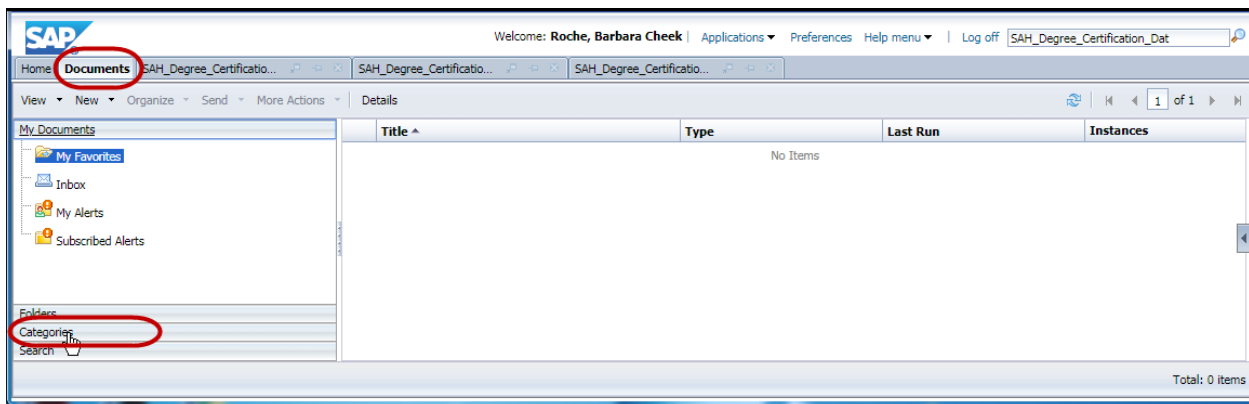 SAP
Welcome: Roche, Barbara Cheek | Applications Preferences Help menu | Log off SAH_Degree_Certification_Dat
Home Documents SAH_Degree_Certificatio... SAH_Degree_Certificatio... SAH_Degree_Certificatio...
View New Organize Send More Actions Details 1 of 1
My Documents Title Type Last Run Instances
My Favorites No Items
Inbox
My Alerts
Subscribed Alerts
Folders
Categories
Search
Total: 0 items